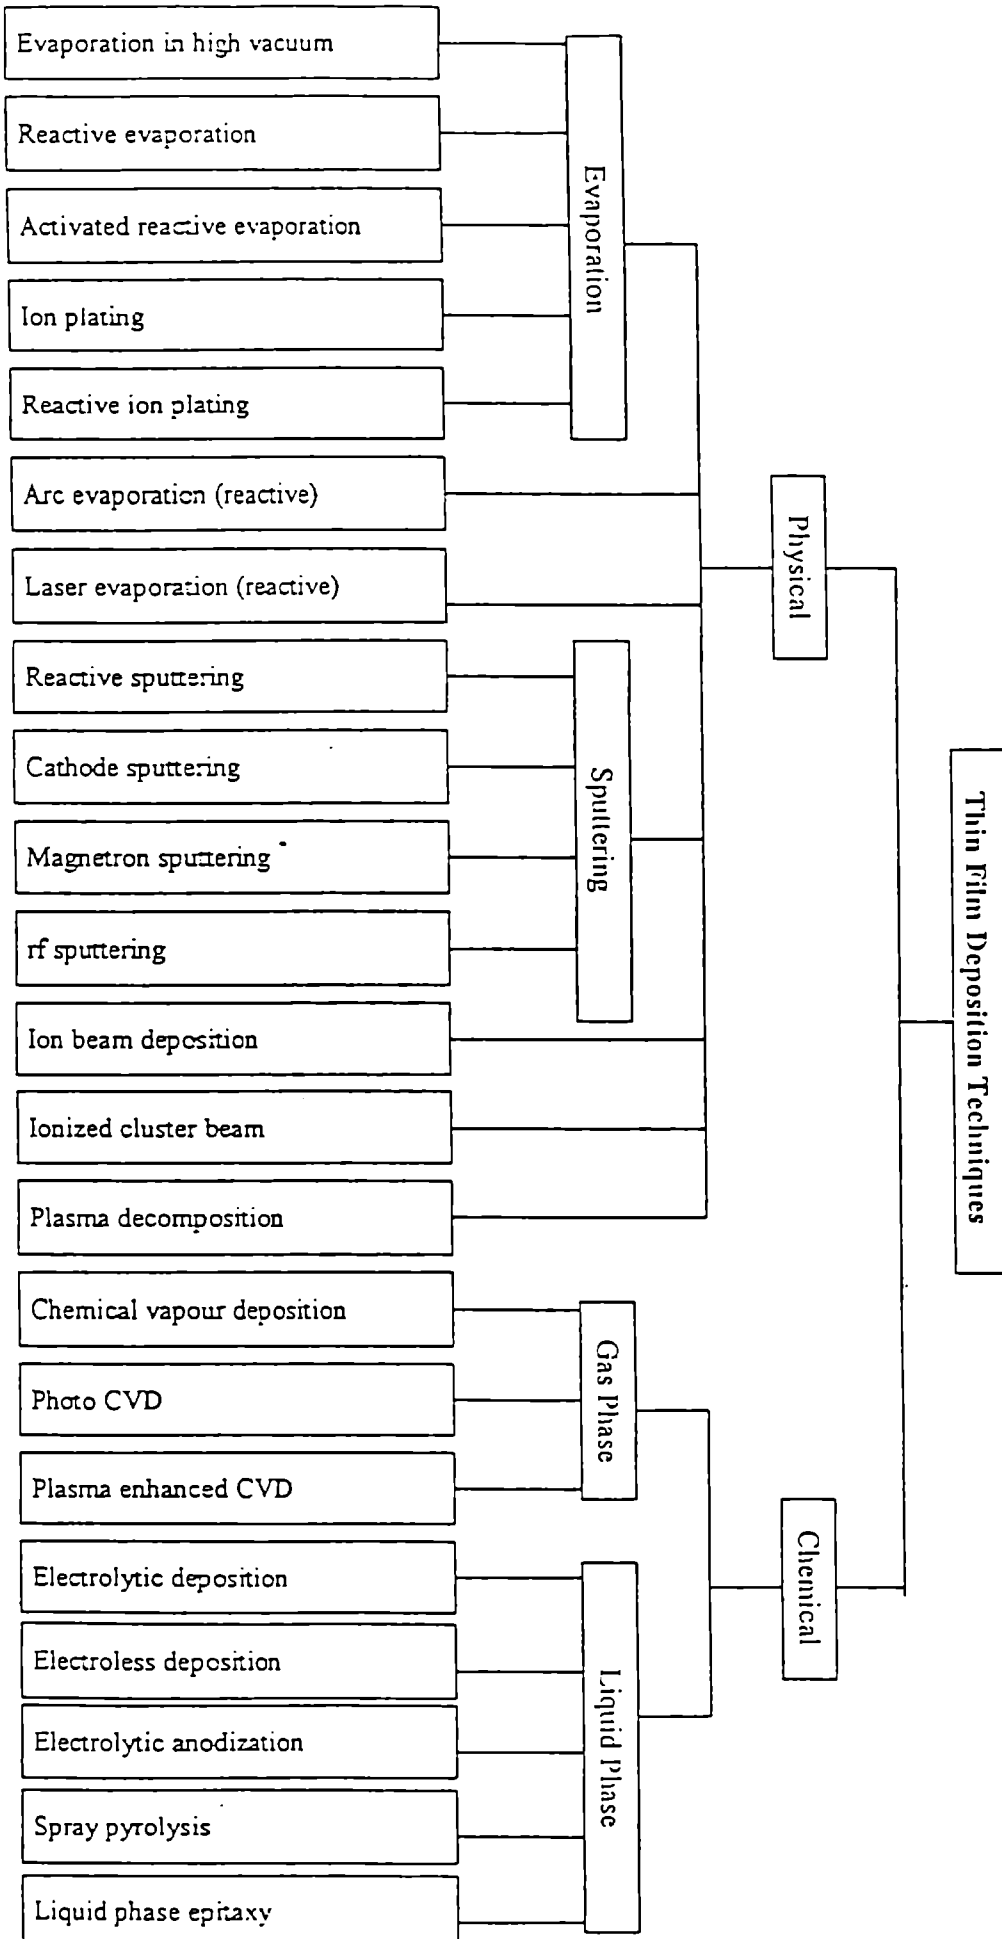 Thin Film Deposition Techniques
Physical
Evaporation
Evaporation in high vacuum
Reactive evaporation
Activated reactive evaporation
Ion plating
Reactive ion plating
Arc evaporation (reactive)
Laser evaporation (reactive)
Sputtering
Reactive sputtering
Cathode sputtering
Magnetron sputtering
rf sputtering
Ion beam deposition
Ionized cluster beam
Plasma decomposition
Chemical
Gas Phase
Chemical vapour deposition
Photo CVD
Plasma enhanced CVD
Liquid Phase
Electrolytic deposition
Electroless deposition
Electrolytic anodization
Spray pyrolysis
Liquid phase epitaxy